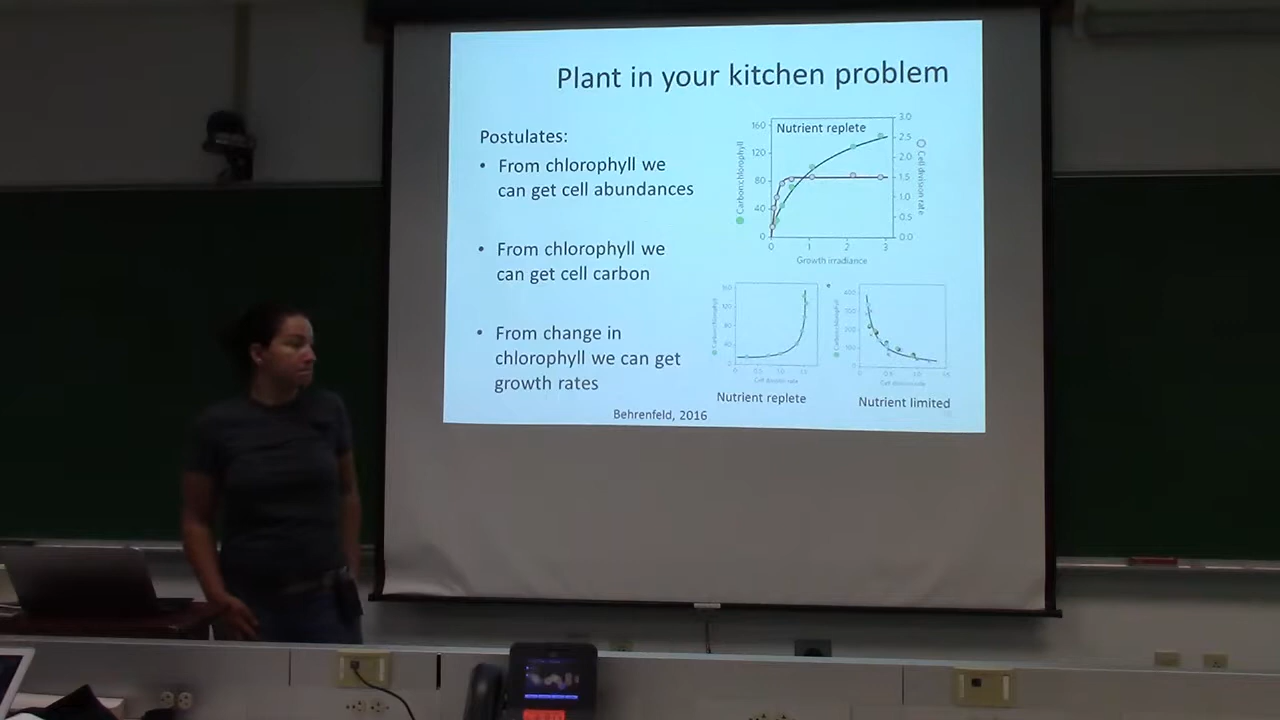 Plant in your kitchen problem
Postulates:
• From chlorophyll we
can get cell abundances
• From chlorophyll we
can get cell carbon
• From change in
chlorophyll we can get
growth rates
Behrenfeld, 2016
Nutrient replete
160
120
80
40
0
3.0
2.5
2.0
1.5
1.0
0.5
0.0
0
1
2
3
Carbon:chlorophyll
Cell division rate
Growth irradiance
Nutrient replete
Nutrient limited